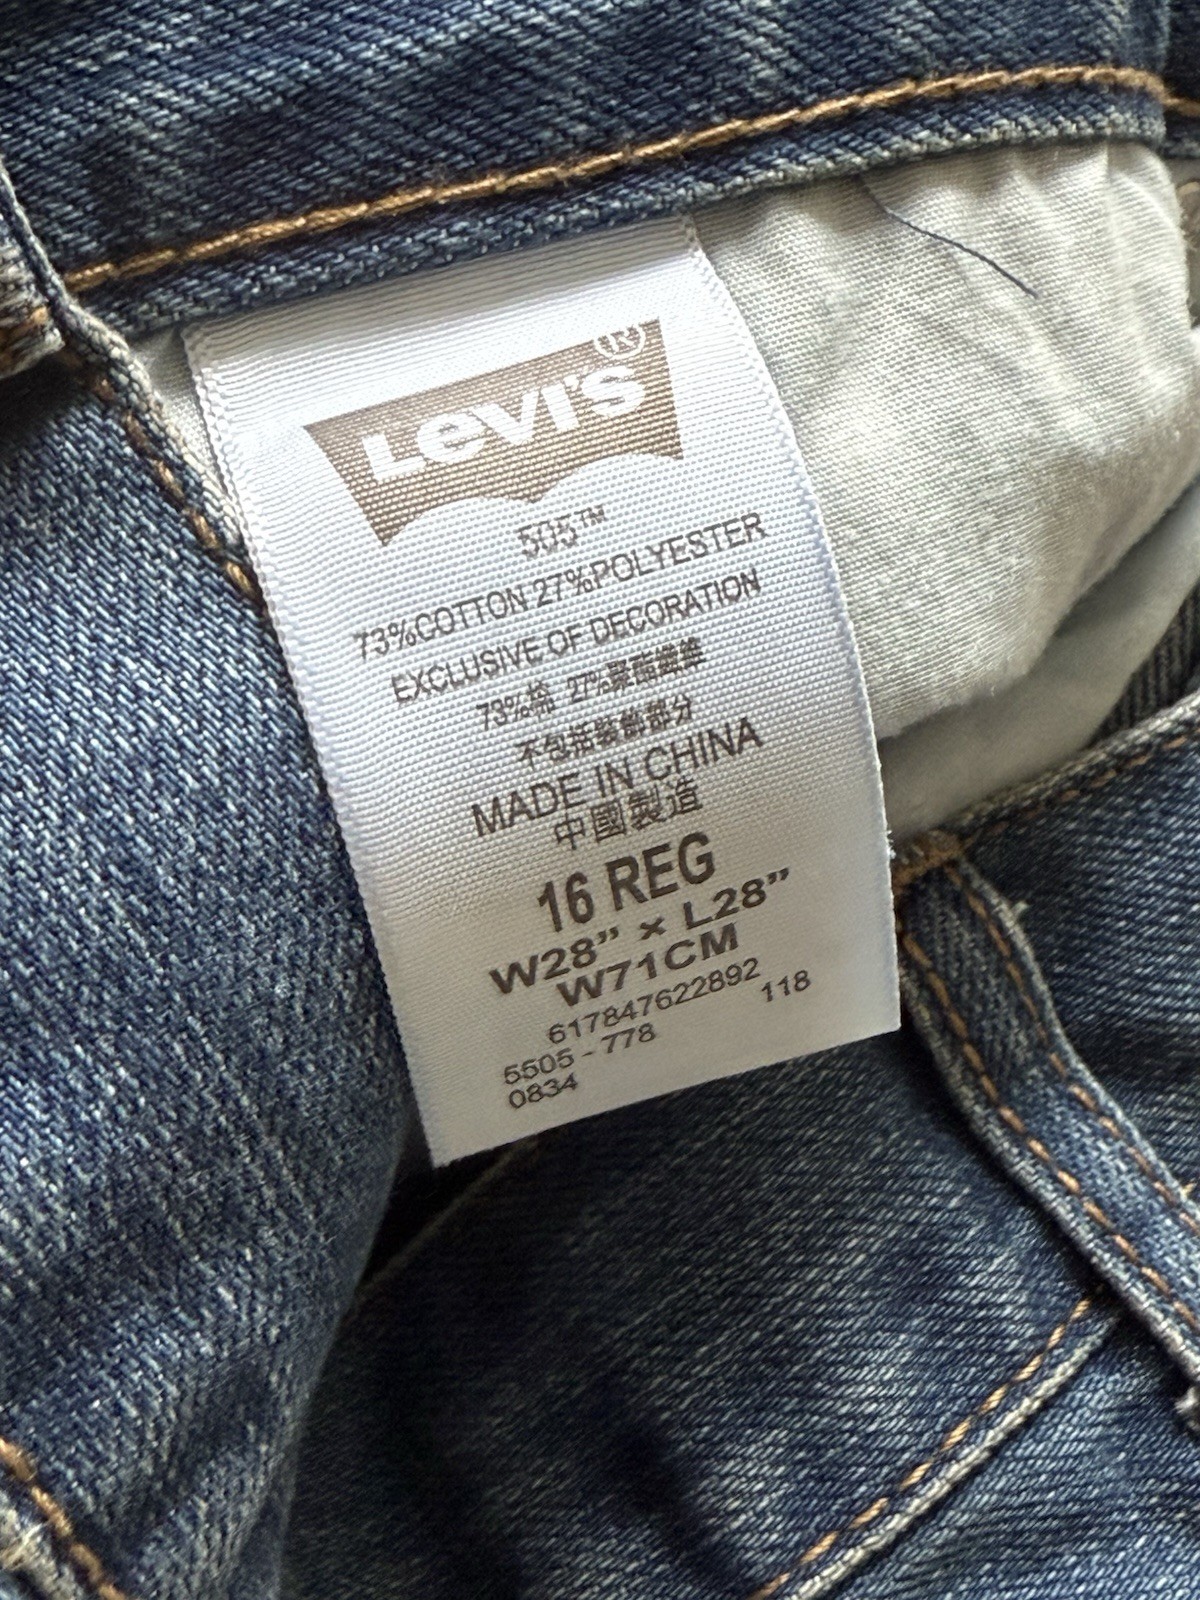 Levi's®
505™
73%COTTON 27%POLYESTER
EXCLUSIVE OF DECORATION
73%棉 27%聚酯纖維
不包括裝飾部分
MADE IN CHINA
中國製造
16 REG
W28” × L28”
W71CM
617847622892
5505 - 778 118
0834